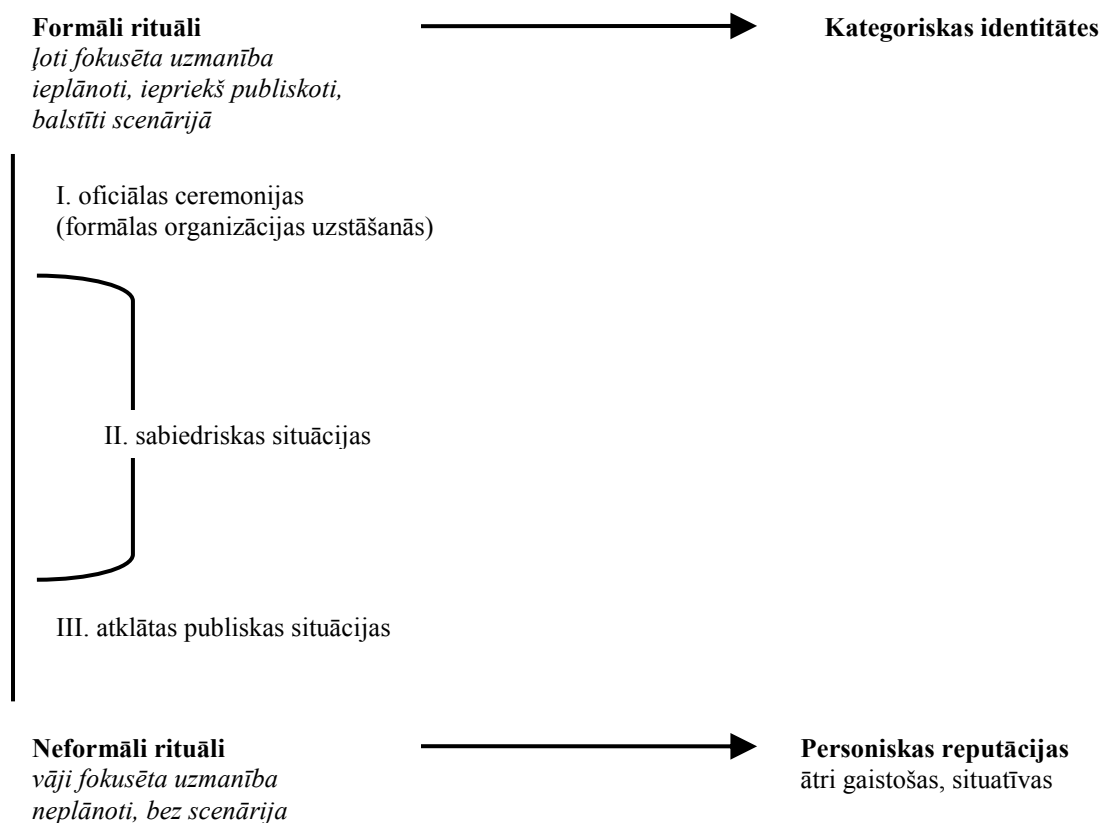 Formāli rituāli
Kategoriskas identitātes
ļoti fokusēta uzmanība
ieplānoti, iepriekš publiskoti,
balstīti scenārijā
I. oficiālas ceremonijas
(formālas organizācijas uzstāšanās)
II. sabiedriskas situācijas
III. atklātas publiskas situācijas
Neformāli rituāli
Personiskas reputācijas
vāji fokusēta uzmanība
ātri gaistošas, situatīvas
neplānoti, bez scenārija